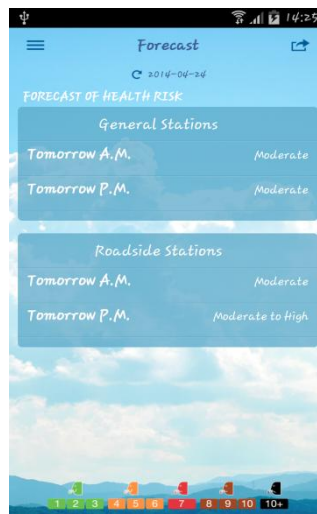 14:25
Forecast
2014-04-24
FORECAST OF HEALTH RISK
General Stations
Tomorrow A.M. Moderate
Tomorrow P.M. Moderate
Roadside Stations
Tomorrow A.M. Moderate
Tomorrow P.M. Moderate to High
1 2 3 4 5 6 7 8 9 10 10+